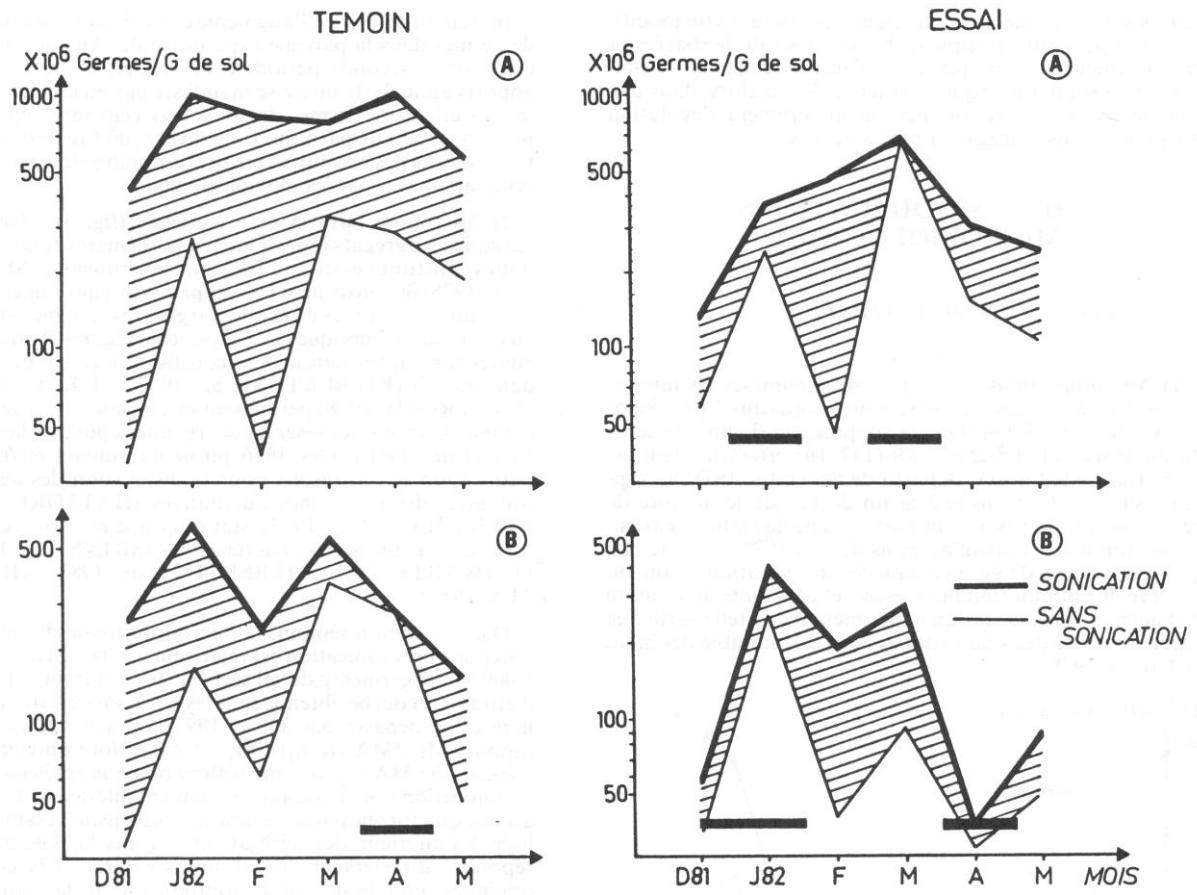 TEMOIN
ESSAI
X10⁶ Germes/G de sol
A
X10⁶ Germes/G de sol
A
1000
500
100
50
1000
500
100
50
B
500
100
50
D81 J82 F M A M
B
500
100
50
SONICATION
SANS
SONICATION
D81 J82 F M A M MOIS